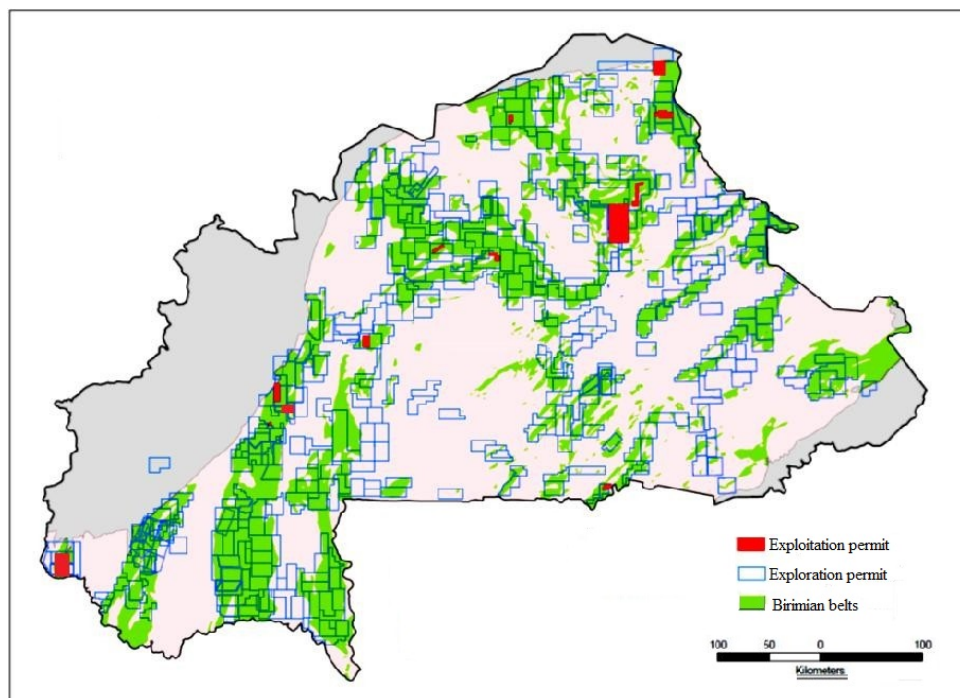 Exploitation permit
Exploration permit
Birimian belts
100 50 0 100
Kilometers